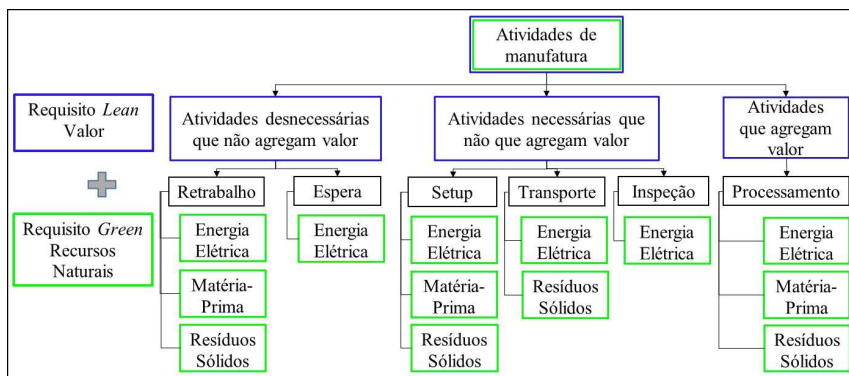 Atividades de
manufatura
Requisito Lean
Valor
Atividades desnecessárias
que não agregam valor
Atividades necessárias que
não que agregam valor
Atividades
que agregam
valor
Retrabalho
Espera
Setup
Transporte
Inspeção
Processamento
Requisito Green
Recursos
Naturais
Energia
Elétrica
Energia
Elétrica
Energia
Elétrica
Energia
Elétrica
Energia
Elétrica
Energia
Elétrica
Matéria-
Prima
Matéria-
Prima
Resíduos
Sólidos
Matéria-
Prima
Resíduos
Sólidos
Resíduos
Sólidos
Resíduos
Sólidos